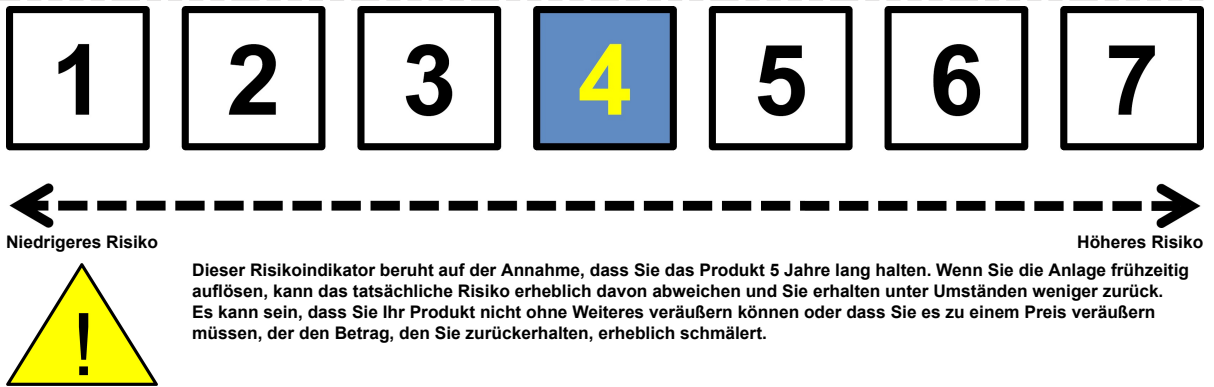 1 2 3 4 5 6 7
Niedrigeres Risiko Höheres Risiko
Dieser Risikoindikator beruht auf der Annahme, dass Sie das Produkt 5 Jahre lang halten. Wenn Sie die Anlage frühzeitig
auflösen, kann das tatsächliche Risiko erheblich davon abweichen und Sie erhalten unter Umständen weniger zurück.
Es kann sein, dass Sie Ihr Produkt nicht ohne Weiteres veräußern können oder dass Sie es zu einem Preis veräußern
müssen, der den Betrag, den Sie zurückerhalten, erheblich schmälert.
!